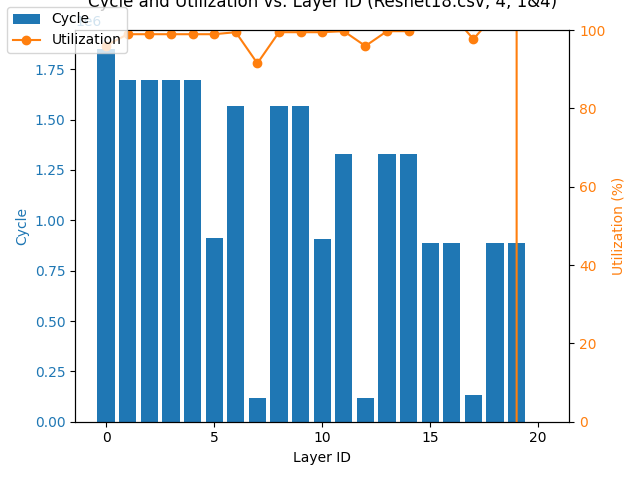 Cycle and Utilization vs. Layer ID (Resnet18.csv, 4, 1&4)
1e6
Cycle
Utilization
1.75
1.50
1.25
1.00
0.75
0.50
0.25
0.00
Cycle
100
80
60
40
20
0
Utilization (%)
0 5 10 15 20
Layer ID